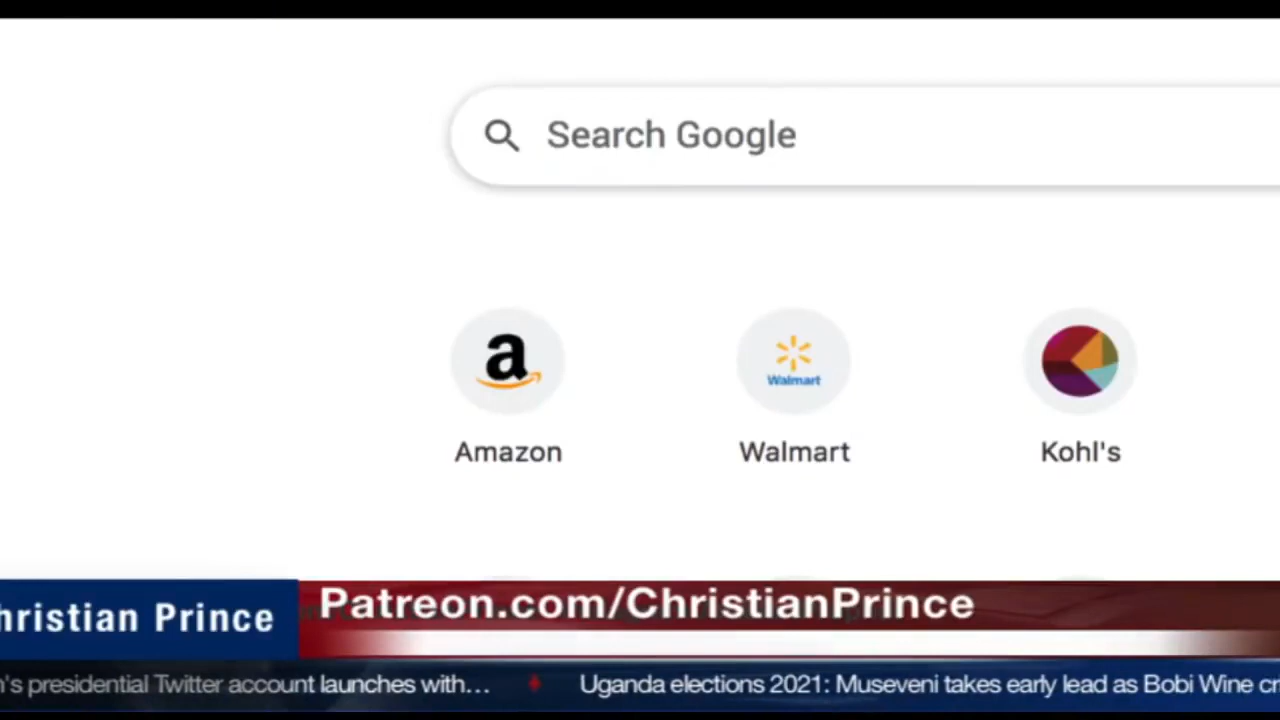 Search Google
Walmart
Amazon
Walmart
Kohl's
hristian Prince
Patreon.com/ChristianPrince
n's presidential Twitter account launches with...
Uganda elections 2021: Museveni takes early lead as Bobi Wine cr